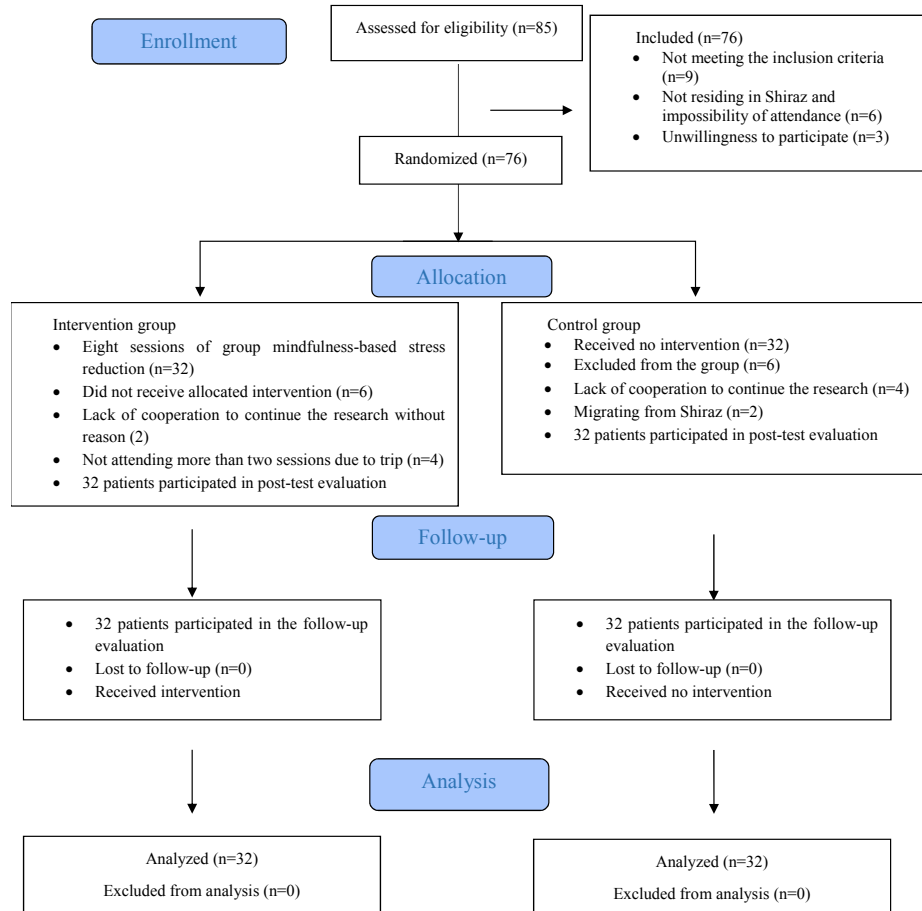 Enrollment
Assessed for eligibility (n=85)
Included (n=76)
• Not meeting the inclusion criteria
(n=9)
• Not residing in Shiraz and
impossibility of attendance (n=6)
• Unwillingness to participate (n=3)
Randomized (n=76)
Allocation
Intervention group
• Eight sessions of group mindfulness-based stress
reduction (n=32)
• Did not receive allocated intervention (n=6)
• Lack of cooperation to continue the research without
reason (2)
• Not attending more than two sessions due to trip (n=4)
• 32 patients participated in post-test evaluation
Control group
• Received no intervention (n=32)
• Excluded from the group (n=6)
• Lack of cooperation to continue the research (n=4)
• Migrating from Shiraz (n=2)
• 32 patients participated in post-test evaluation
Follow-up
• 32 patients participated in the follow-up
evaluation
• Lost to follow-up (n=0)
• Received intervention
• 32 patients participated in the follow-up
evaluation
• Lost to follow-up (n=0)
• Received no intervention
Analysis
Analyzed (n=32)
Excluded from analysis (n=0)
Analyzed (n=32)
Excluded from analysis (n=0)